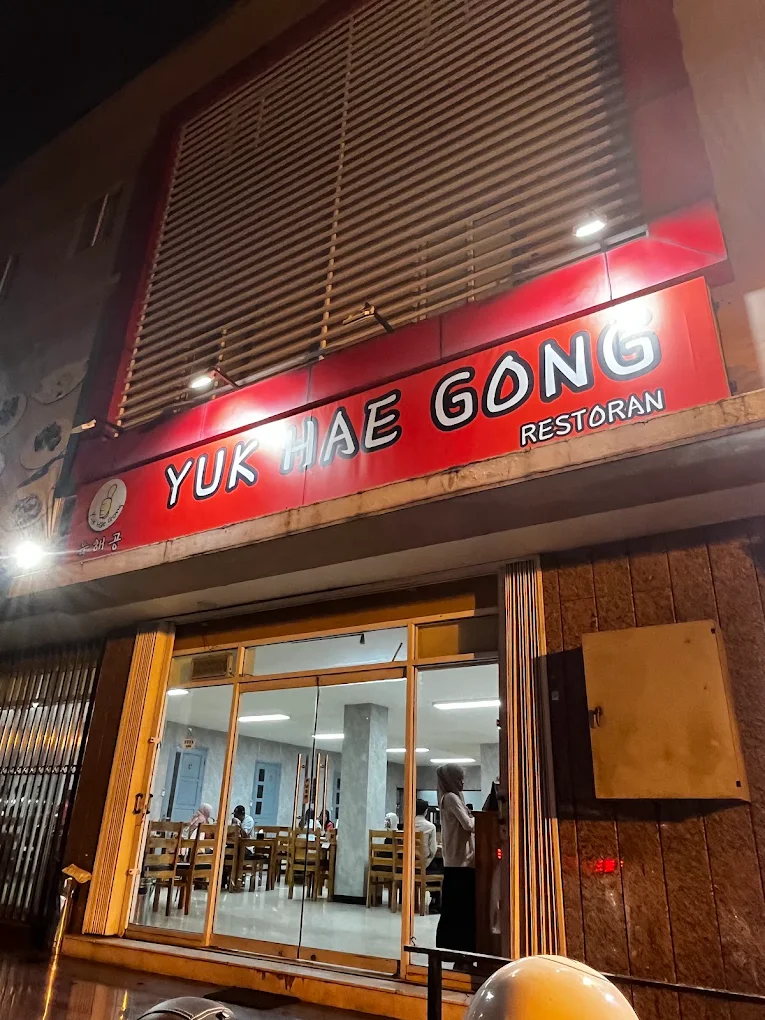 YUK HAE GONG
RESTORAN
육해공